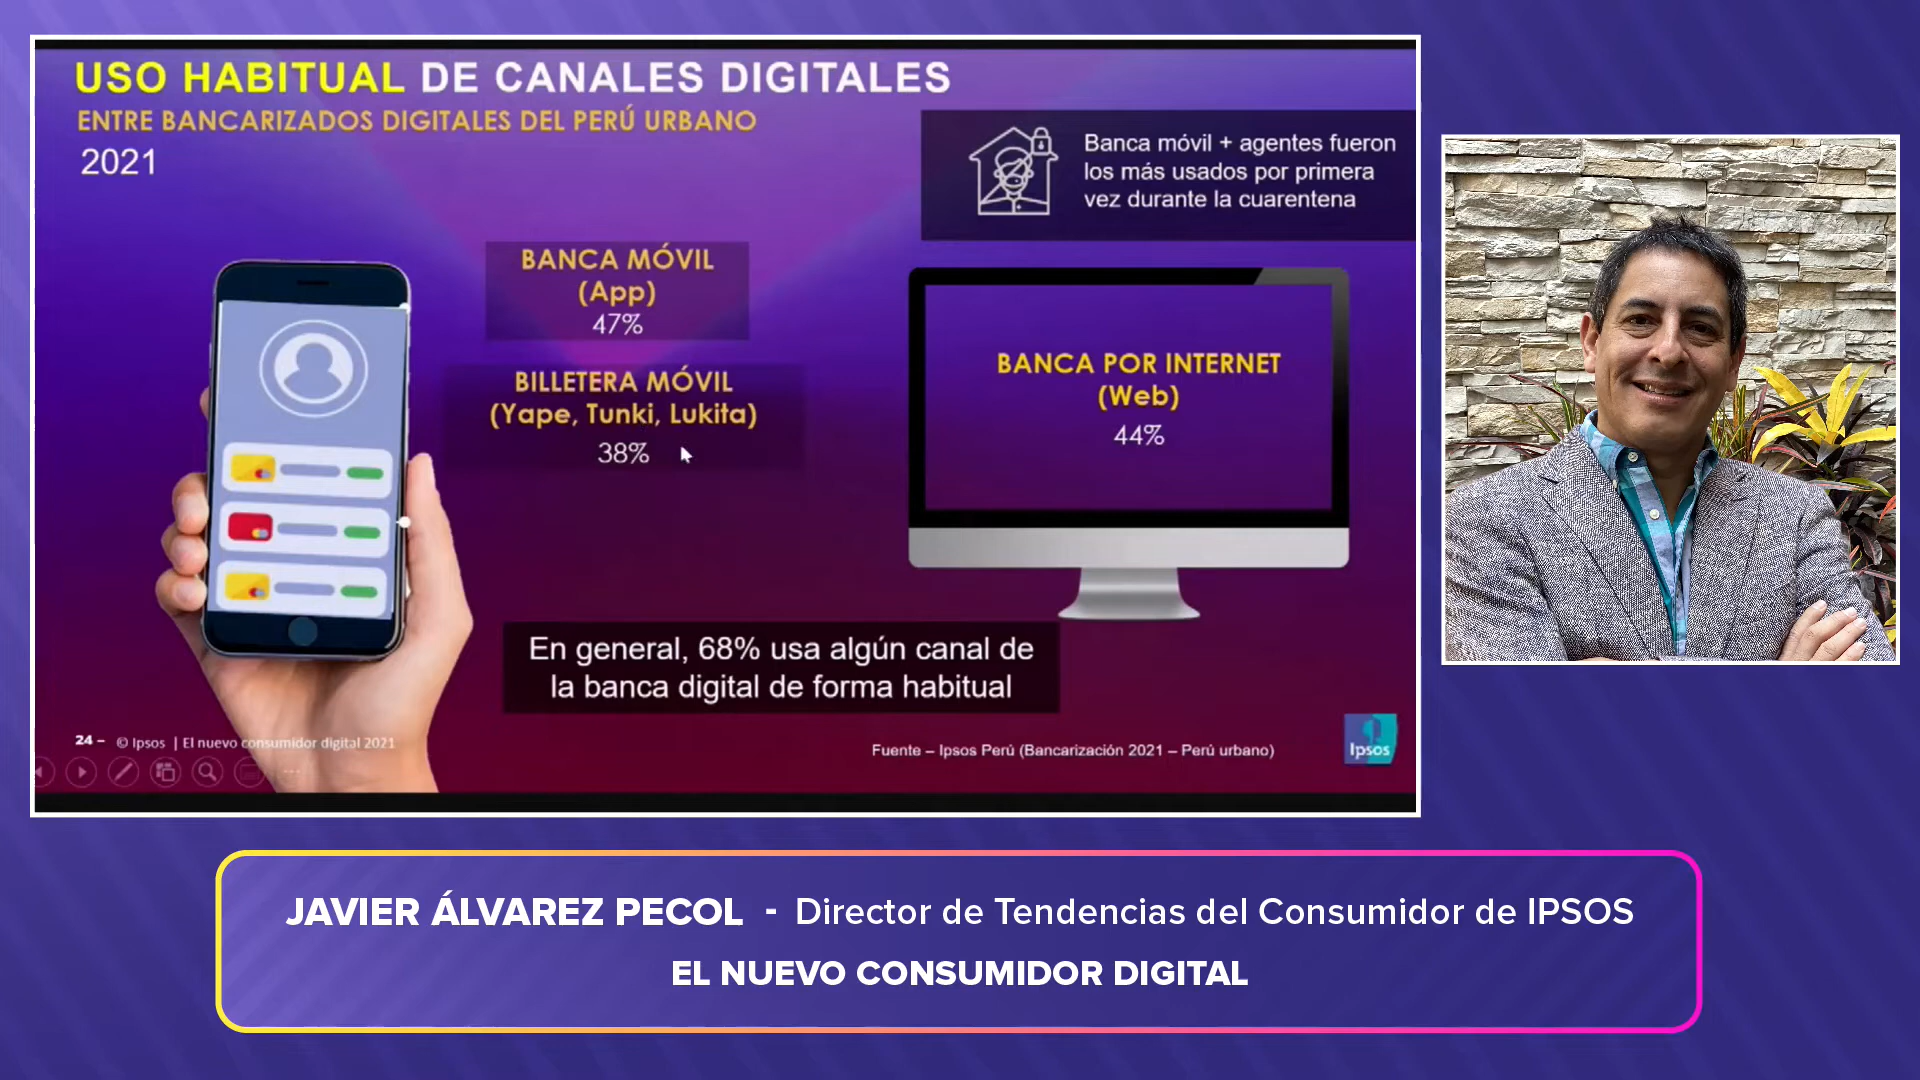 USO HABITUAL DE CANALES DIGITALES
ENTRE BANCARIZADOS DIGITALES DEL PERÚ URBANO
2021
Banca móvil + agentes fueron
los más usados por primera
vez durante la cuarentena
BANCA MÓVIL
(App)
47%
BILLETERA MÓVIL
(Yape, Tunki, Lukita)
38%
BANCA POR INTERNET
(Web)
44%
En general, 68% usa algún canal de
la banca digital de forma habitual
24 – © Ipsos | El nuevo consumidor digital 2021
Fuente – Ipsos Perú (Bancarización 2021 – Perú urbano)
Ipsos
JAVIER ÁLVAREZ PECOL - Director de Tendencias del Consumidor de IPSOS
EL NUEVO CONSUMIDOR DIGITAL